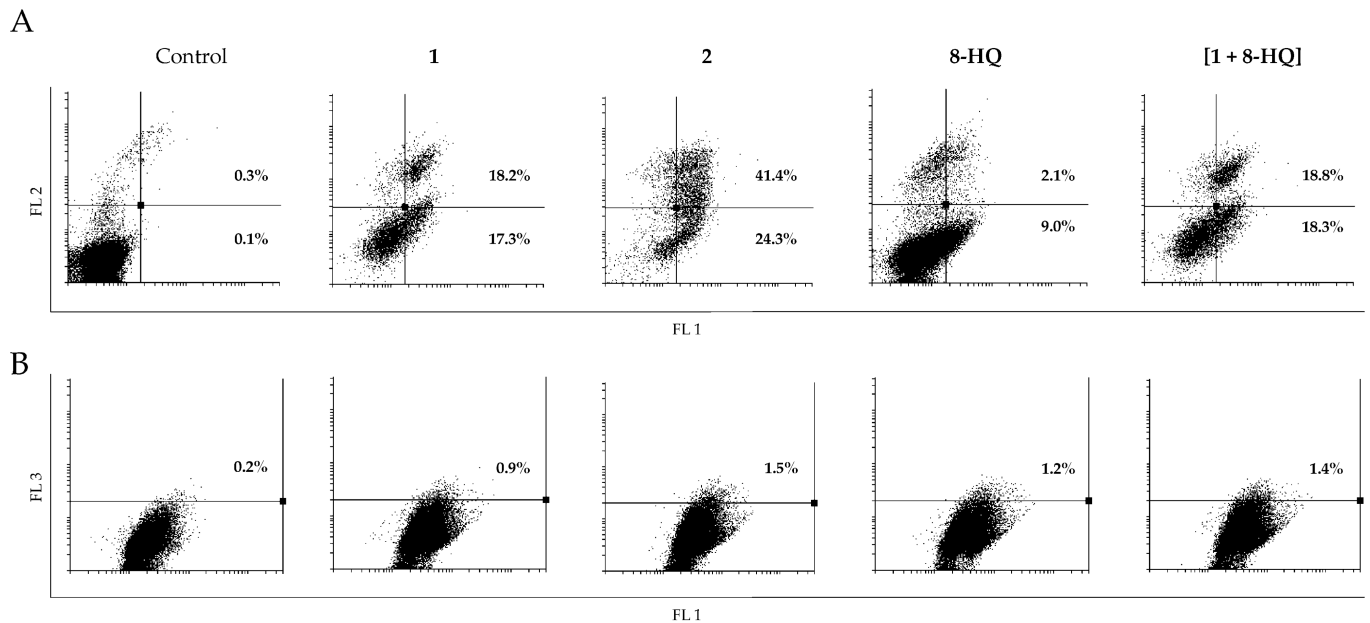 A
Control 1 2 8-HQ [1 + 8-HQ]
FL 2
0.3% 18.2% 41.4% 2.1% 18.8%
0.1% 17.3% 24.3% 9.0% 18.3%
FL 1
B
FL 3
0.2% 0.9% 1.5% 1.2% 1.4%
FL 1